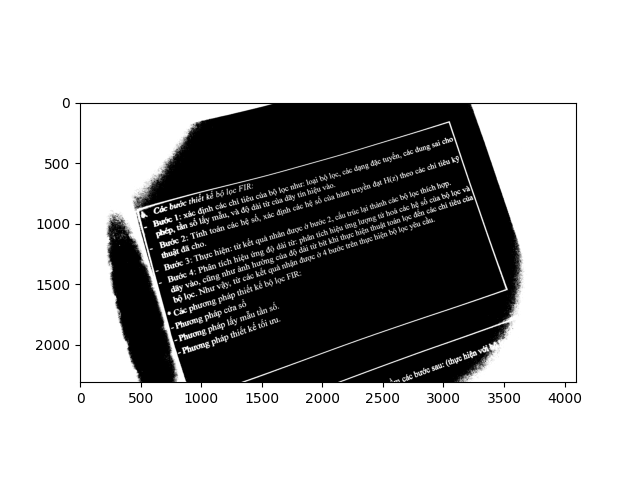 Các bước thiết kế bộ lọc FIR:
- Bước 1: xác định các chỉ tiêu của bộ lọc như: loại bộ lọc, các dạng đặc tuyến, các dung sai cho
phép, tần số lấy mẫu, và độ dài từ của dãy tín hiệu vào.
- Bước 2: Tính toán các hệ số, xác định các hệ số của hàm truyền đạt H(z) theo các chỉ tiêu kỹ
thuật đã cho.
- Bước 3: Thực hiện: từ kết quả nhận được ở bước 2, cấu trúc lại thành các bộ lọc thích hợp.
- Bước 4: Phân tích hiệu ứng độ dài từ: phân tích hiệu ứng lượng tử hoá các hệ số của bộ lọc và
dãy vào, cũng như ảnh hưởng của độ dài từ bit khi thực hiện thuật toán lọc đến các chỉ tiêu của
bộ lọc. Như vậy, từ các kết quả nhận được ở 4 bước trên thực hiện bộ lọc yêu cầu.
• Các phương pháp thiết kế bộ lọc FIR:
- Phương pháp cửa sổ
- Phương pháp lấy mẫu tần số.
- Phương pháp thiết kế tối ưu.
các bước sau: (thực hiện với
0
500
1000
1500
2000
0 500 1000 1500 2000 2500 3000 3500 4000